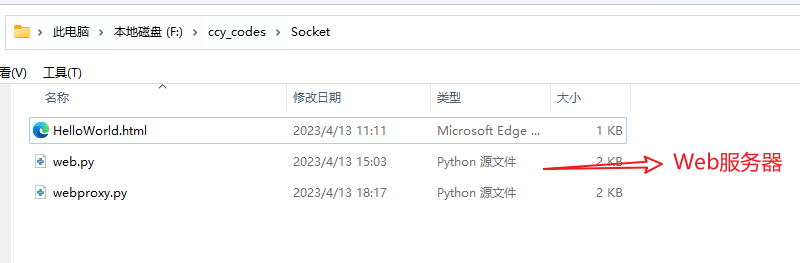 此电脑 > 本地磁盘 (F:) > ccy_codes > Socket
看(V) 工具(T)
名称 修改日期 类型 大小
HelloWorld.html 2023/4/13 11:11 Microsoft Edge ... 1 KB
web.py 2023/4/13 15:03 Python 源文件 2 KB Web服务器
webproxy.py 2023/4/13 18:17 Python 源文件 2 KB